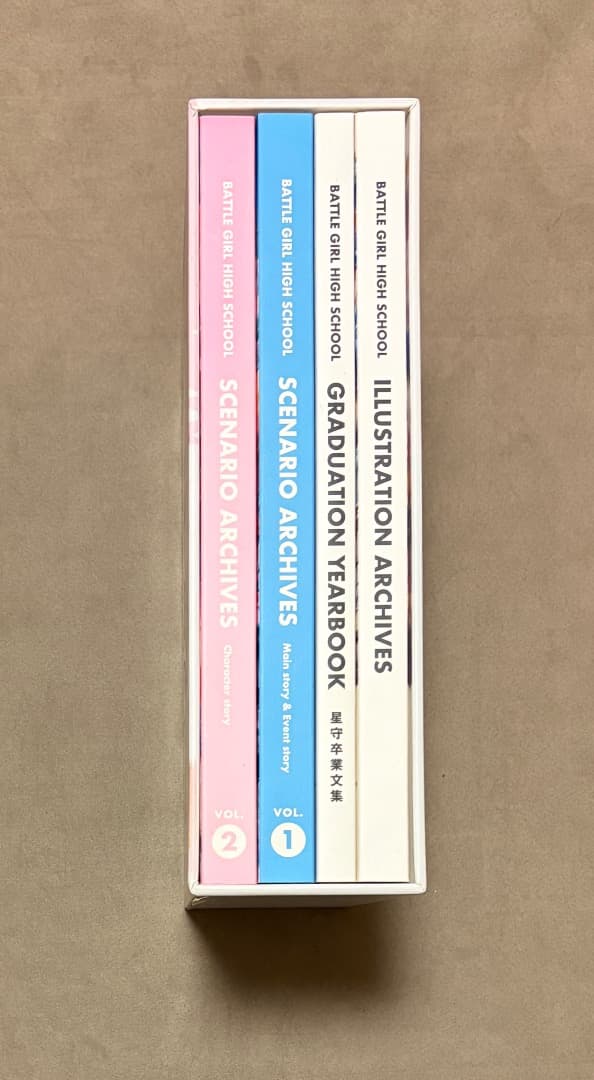 BATTLE GIRL HIGH SCHOOL SCENARIO ARCHIVES Character story
VOL.
2
BATTLE GIRL HIGH SCHOOL SCENARIO ARCHIVES Main story & Event story
VOL.
1
BATTLE GIRL HIGH SCHOOL GRADUATION YEARBOOK 星守卒業文集
BATTLE GIRL HIGH SCHOOL ILLUSTRATION ARCHIVES